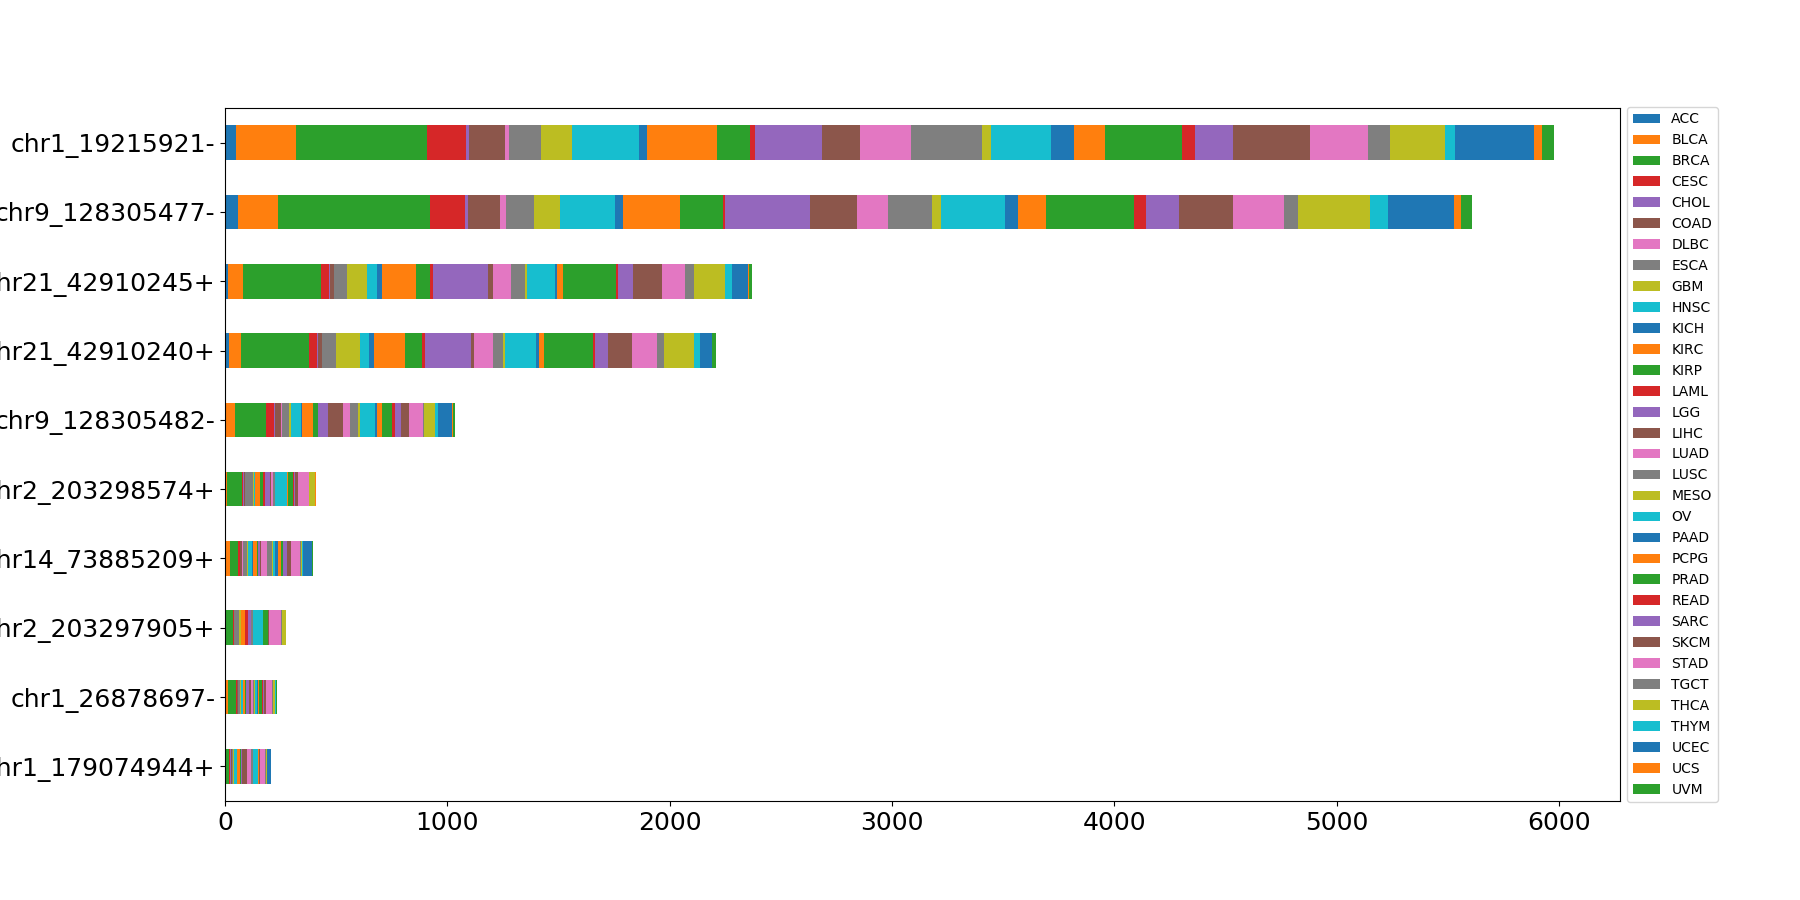 chr1_19215921-
chr9_128305477-
hr21_42910245+
hr21_42910240+
chr9_128305482-
hr2_203298574+
hr14_73885209+
hr2_203297905+
chr1_26878697-
hr1_179074944+
0 1000 2000 3000 4000 5000 6000
ACC
BLCA
BRCA
CESC
CHOL
COAD
DLBC
ESCA
GBM
HNSC
KICH
KIRC
KIRP
LAML
LGG
LIHC
LUAD
LUSC
MESO
OV
PAAD
PCPG
PRAD
READ
SARC
SKCM
STAD
TGCT
THCA
THYM
UCEC
UCS
UVM